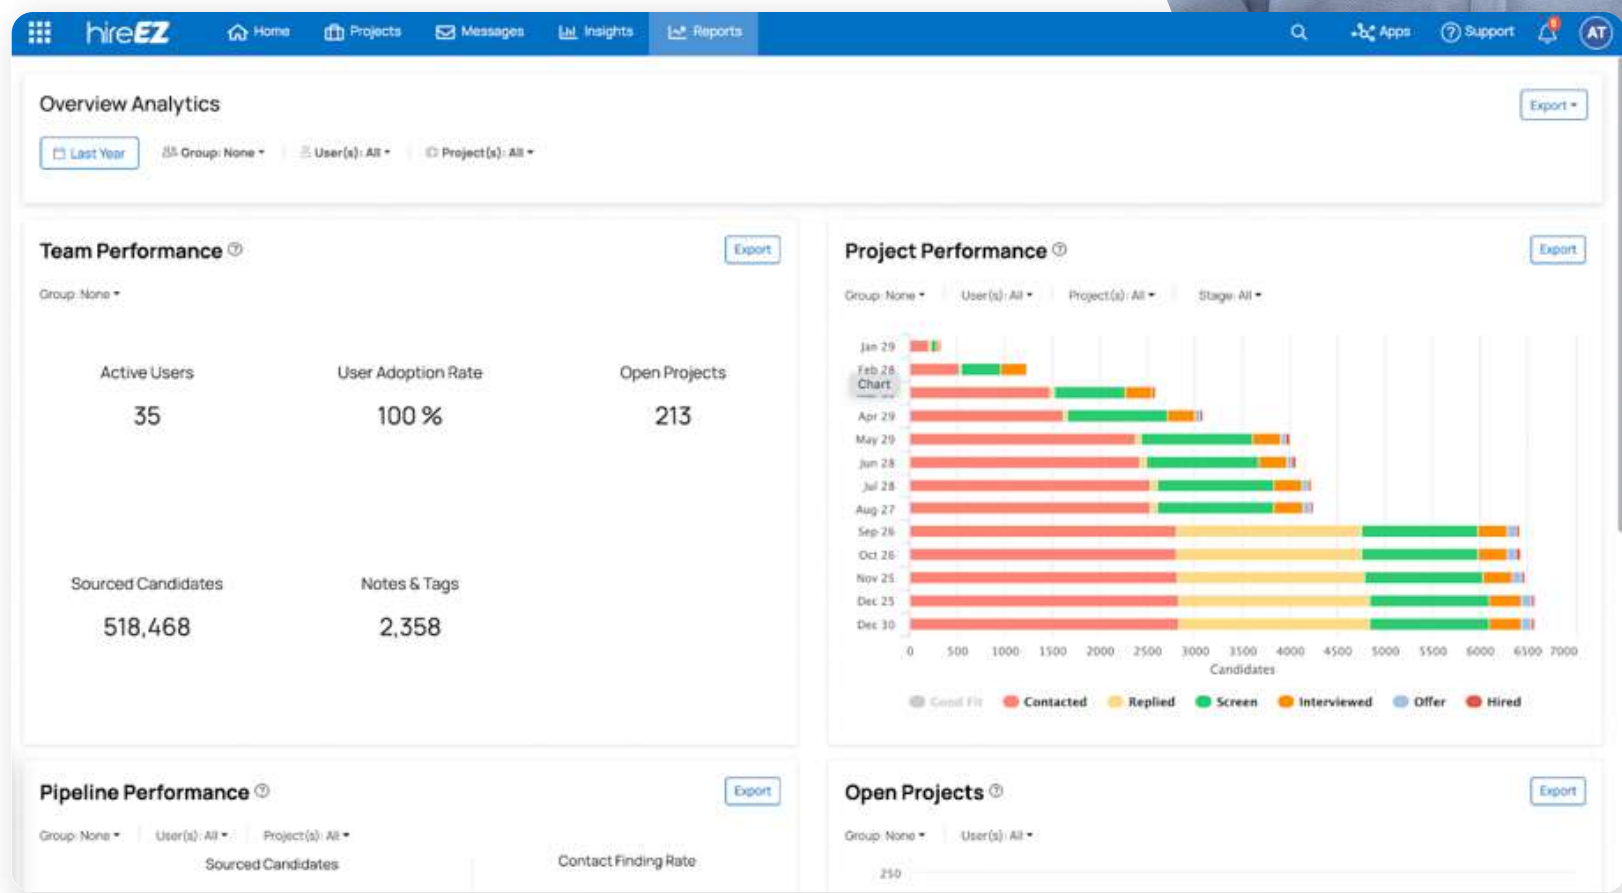 hireEZ Home Projects Messages Insights Reports Apps Support AT
Overview Analytics
Export
Last Year Group: None User(s): All Project(s): All
Team Performance
Export
Group: None
Active Users User Adoption Rate Open Projects
35 100 % 213
Sourced Candidates Notes & Tags
518,468 2,358
Project Performance
Export
Group: None User(s): All Project(s): All Stage: All
Jan 29
Feb 28
Chart
Apr 29
May 29
Jun 28
Jul 28
Aug 27
Sep 26
Oct 26
Nov 25
Dec 25
Dec 30
0 500 1000 1500 2000 2500 3000 3500 4000 4500 5000 5500 6000 6500 7000
Candidates
Good Fit Contacted Replied Screen Interviewed Offer Hired
Pipeline Performance
Export
Group: None User(s): All Project(s): All
Sourced Candidates Contact Finding Rate
Open Projects
Export
Group: None User(s): All
250